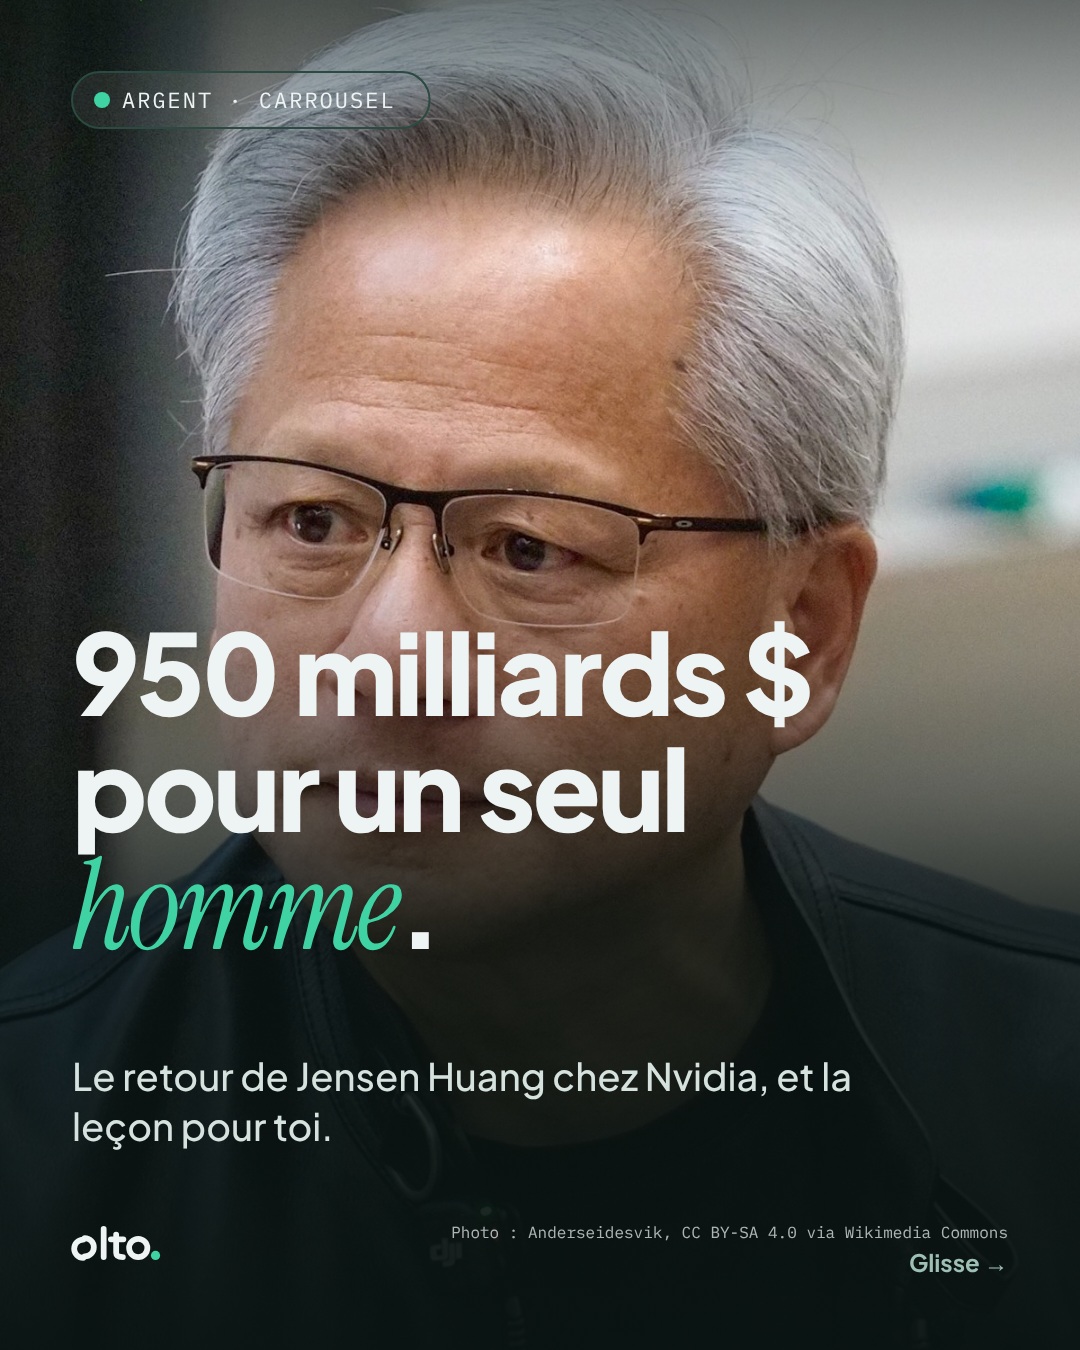 ARGENT · CARROUSEL
950 milliards $
pour un seul
homme.
Le retour de Jensen Huang chez Nvidia, et la
leçon pour toi.
olto.
Photo : Anderseidesvik, CC BY-SA 4.0 via Wikimedia Commons
Glisse →
dji